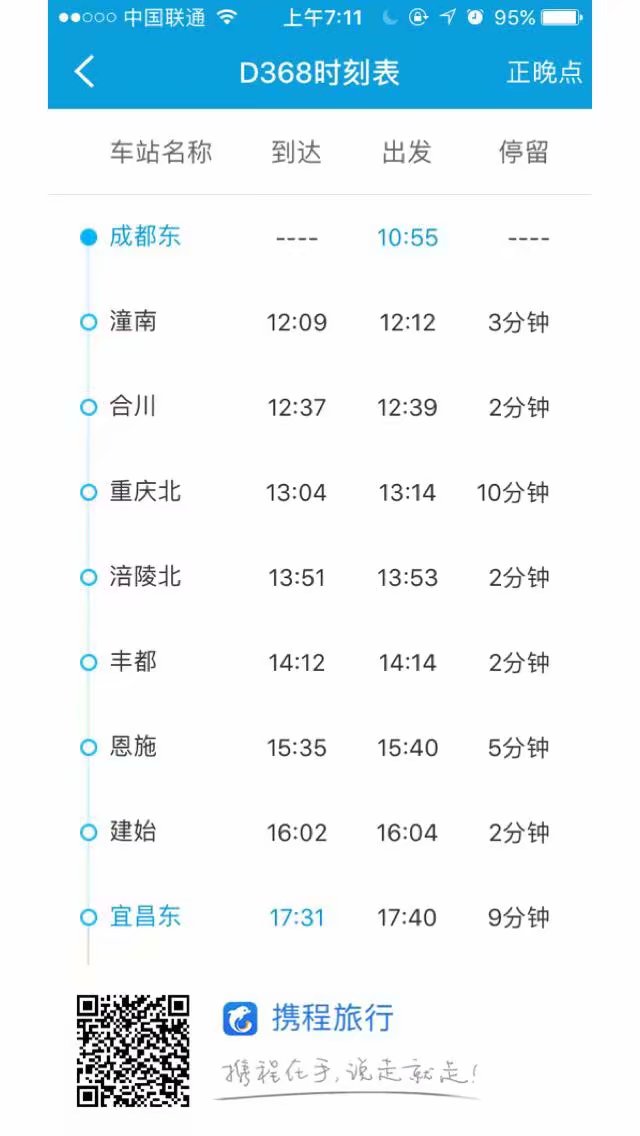 中国联通 上午7:11 95%
D368时刻表 正晚点
车站名称 到达 出发 停留
成都东 ---- 10:55 ----
潼南 12:09 12:12 3分钟
合川 12:37 12:39 2分钟
重庆北 13:04 13:14 10分钟
涪陵北 13:51 13:53 2分钟
丰都 14:12 14:14 2分钟
恩施 15:35 15:40 5分钟
建始 16:02 16:04 2分钟
宜昌东 17:31 17:40 9分钟
携程旅行
携程在手,说走就走!